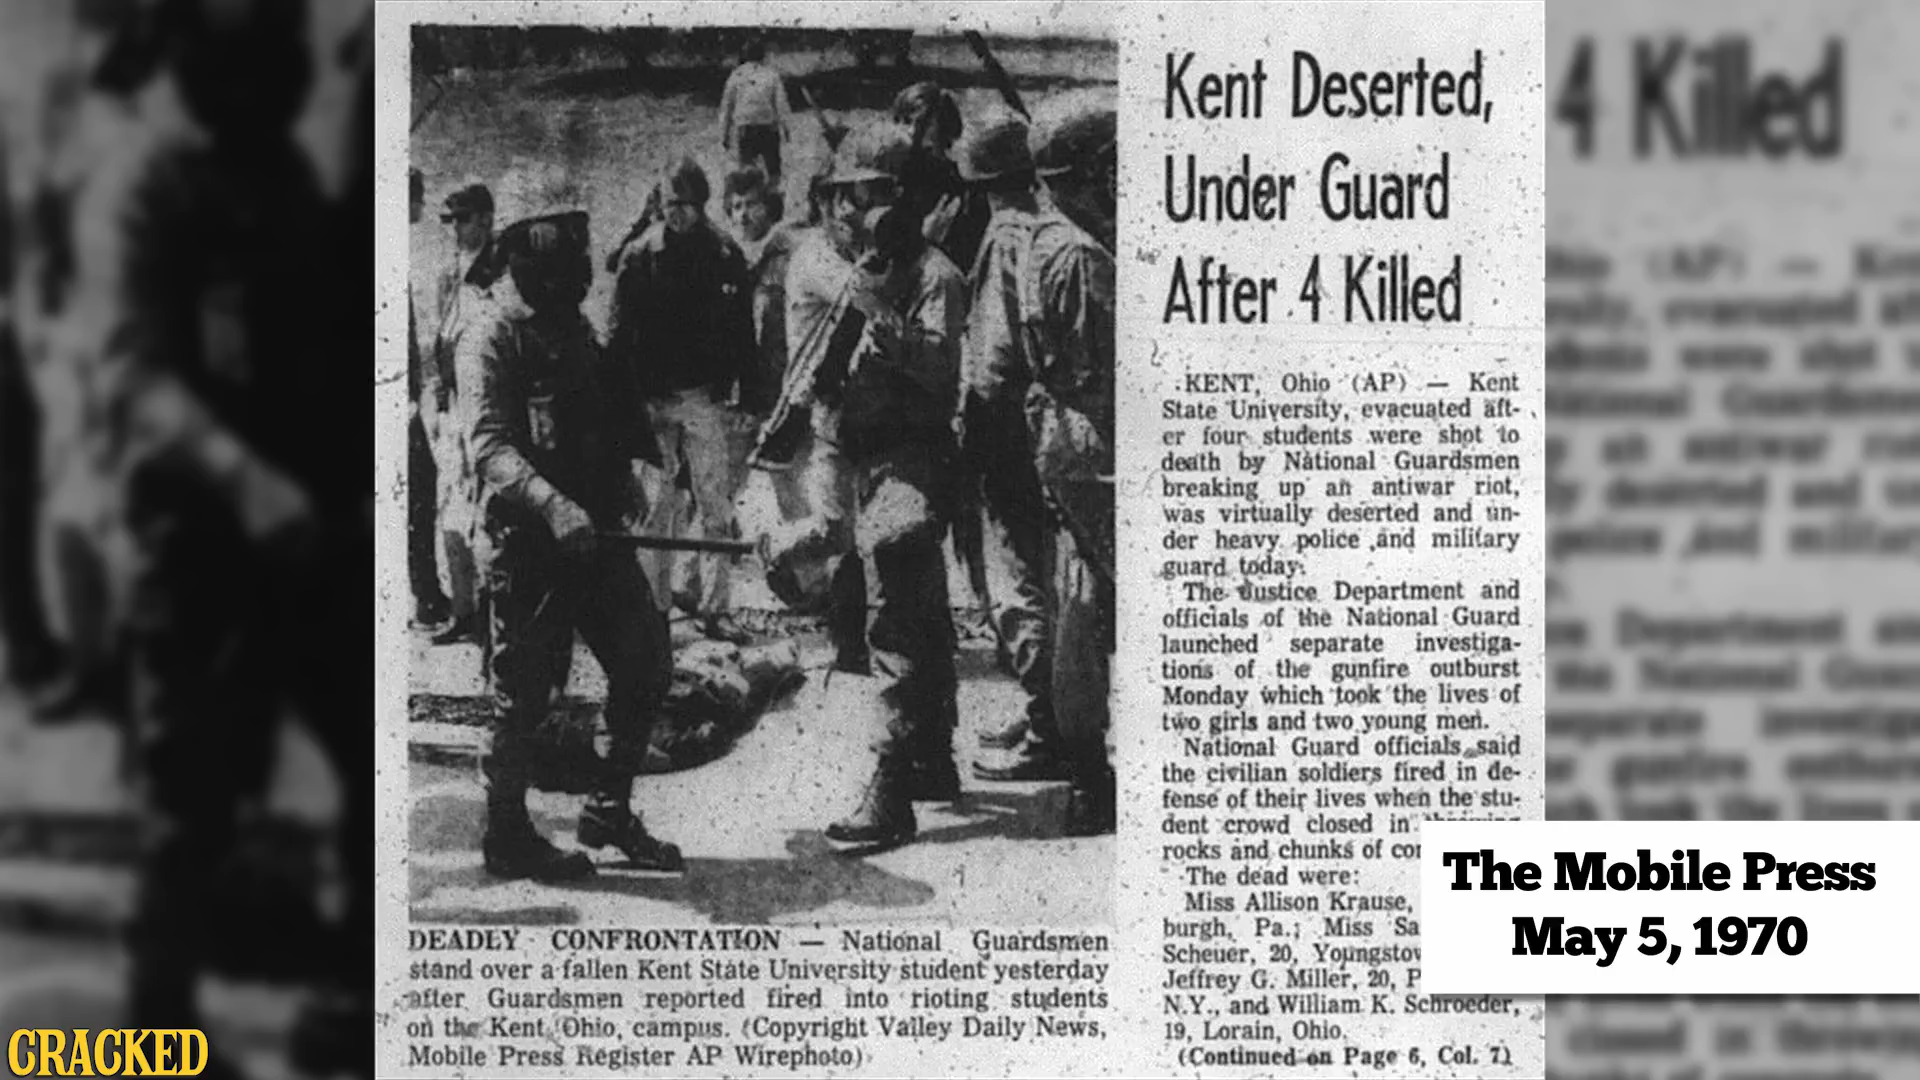 Kent Deserted,
Under Guard
After 4 Killed
KENT, Ohio (AP) — Kent
State University, evacuated aft-
er four students were shot to
death by National Guardsmen
breaking up an antiwar riot,
was virtually deserted and un-
der heavy police and military
guard today.
The Justice Department and
officials of the National Guard
launched separate investiga-
tions of the gunfire outburst
Monday which took the lives of
two girls and two young men.
National Guard officials said
the civilian soldiers fired in de-
fense of their lives when the stu-
dent crowd closed in
rocks and chunks of
The dead were:
Miss Allison Krause,
burgh, Pa.; Miss Sa
Scheuer, 20,
Jeffrey G. Miller, 20, P
N.Y., and William K. Schroeder,
19, Lorain, Ohio.
(Continued on Page 6, Col. 7)
DEADLY CONFRONTATION — National Guardsmen
stand over a fallen Kent State University student yesterday
after Guardsmen reported fired into rioting students
on the Kent, Ohio, campus. (Copyright Valley Daily News,
Mobile Press Register AP Wirephoto)
4 Killed
The Mobile Press
May 5, 1970
CRACKED